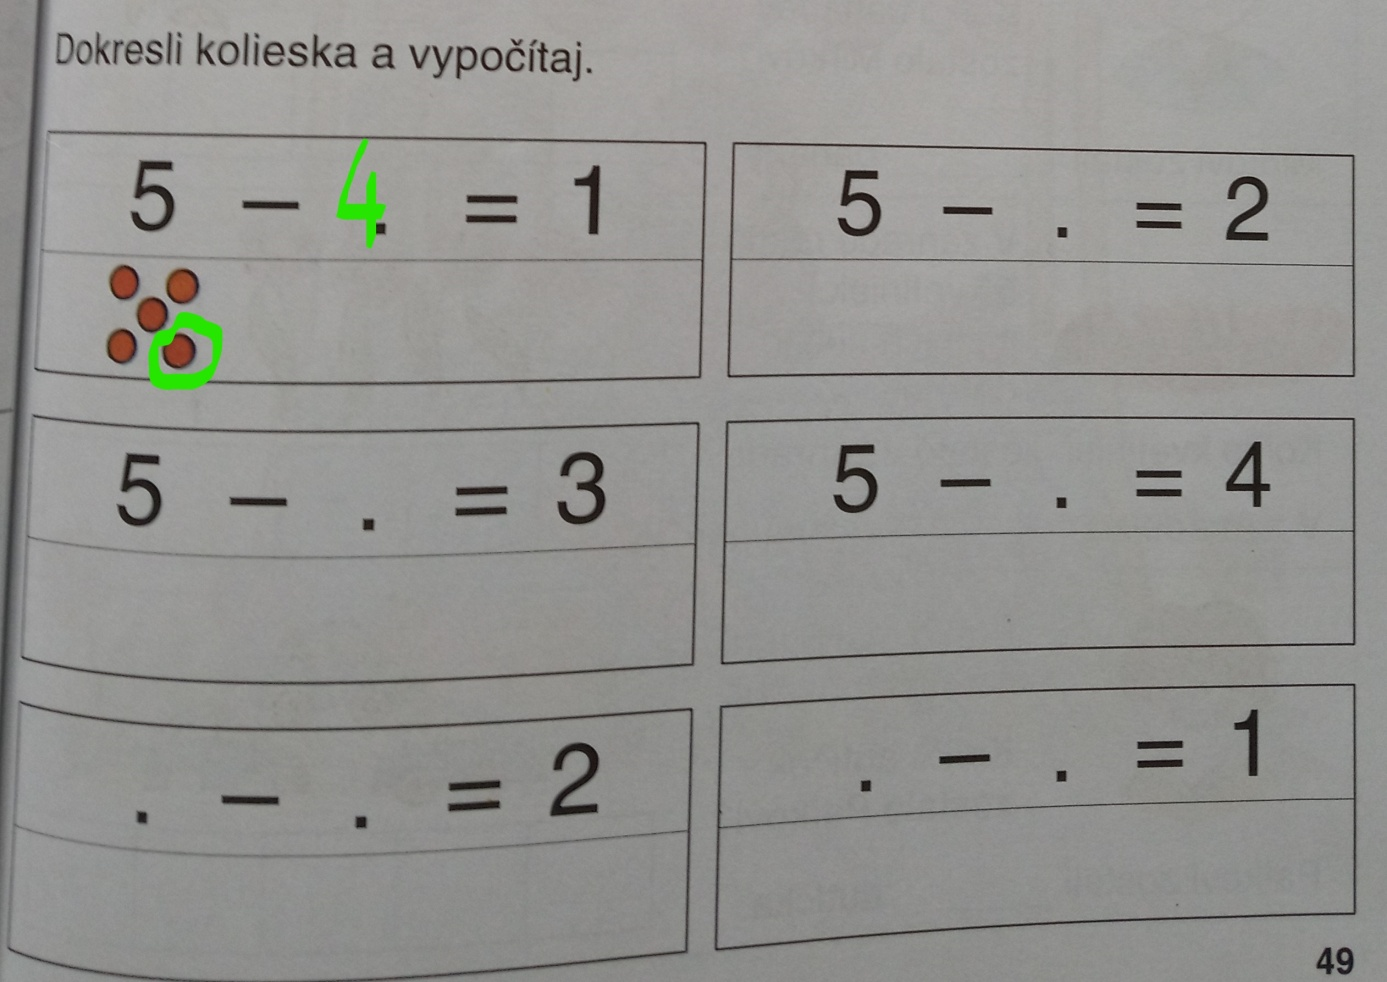 Dokresli kolieska a vypočítaj.
5 – 4. = 1
5 – . = 2
5 – . = 3
5 – . = 4
. – . = 2
. – . = 1
49